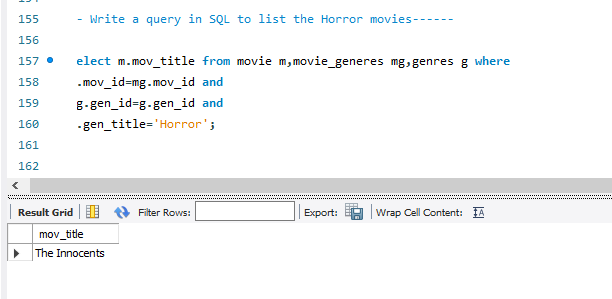 155 - Write a query in SQL to list the Horror movies------
156
157 elect m.mov_title from movie m,movie_generes mg,genres g where
158 .mov_id=mg.mov_id and
159 g.gen_id=g.gen_id and
160 .gen_title='Horror';
161
162
Result Grid Filter Rows: Export: Wrap Cell Content:
mov_title
The Innocents